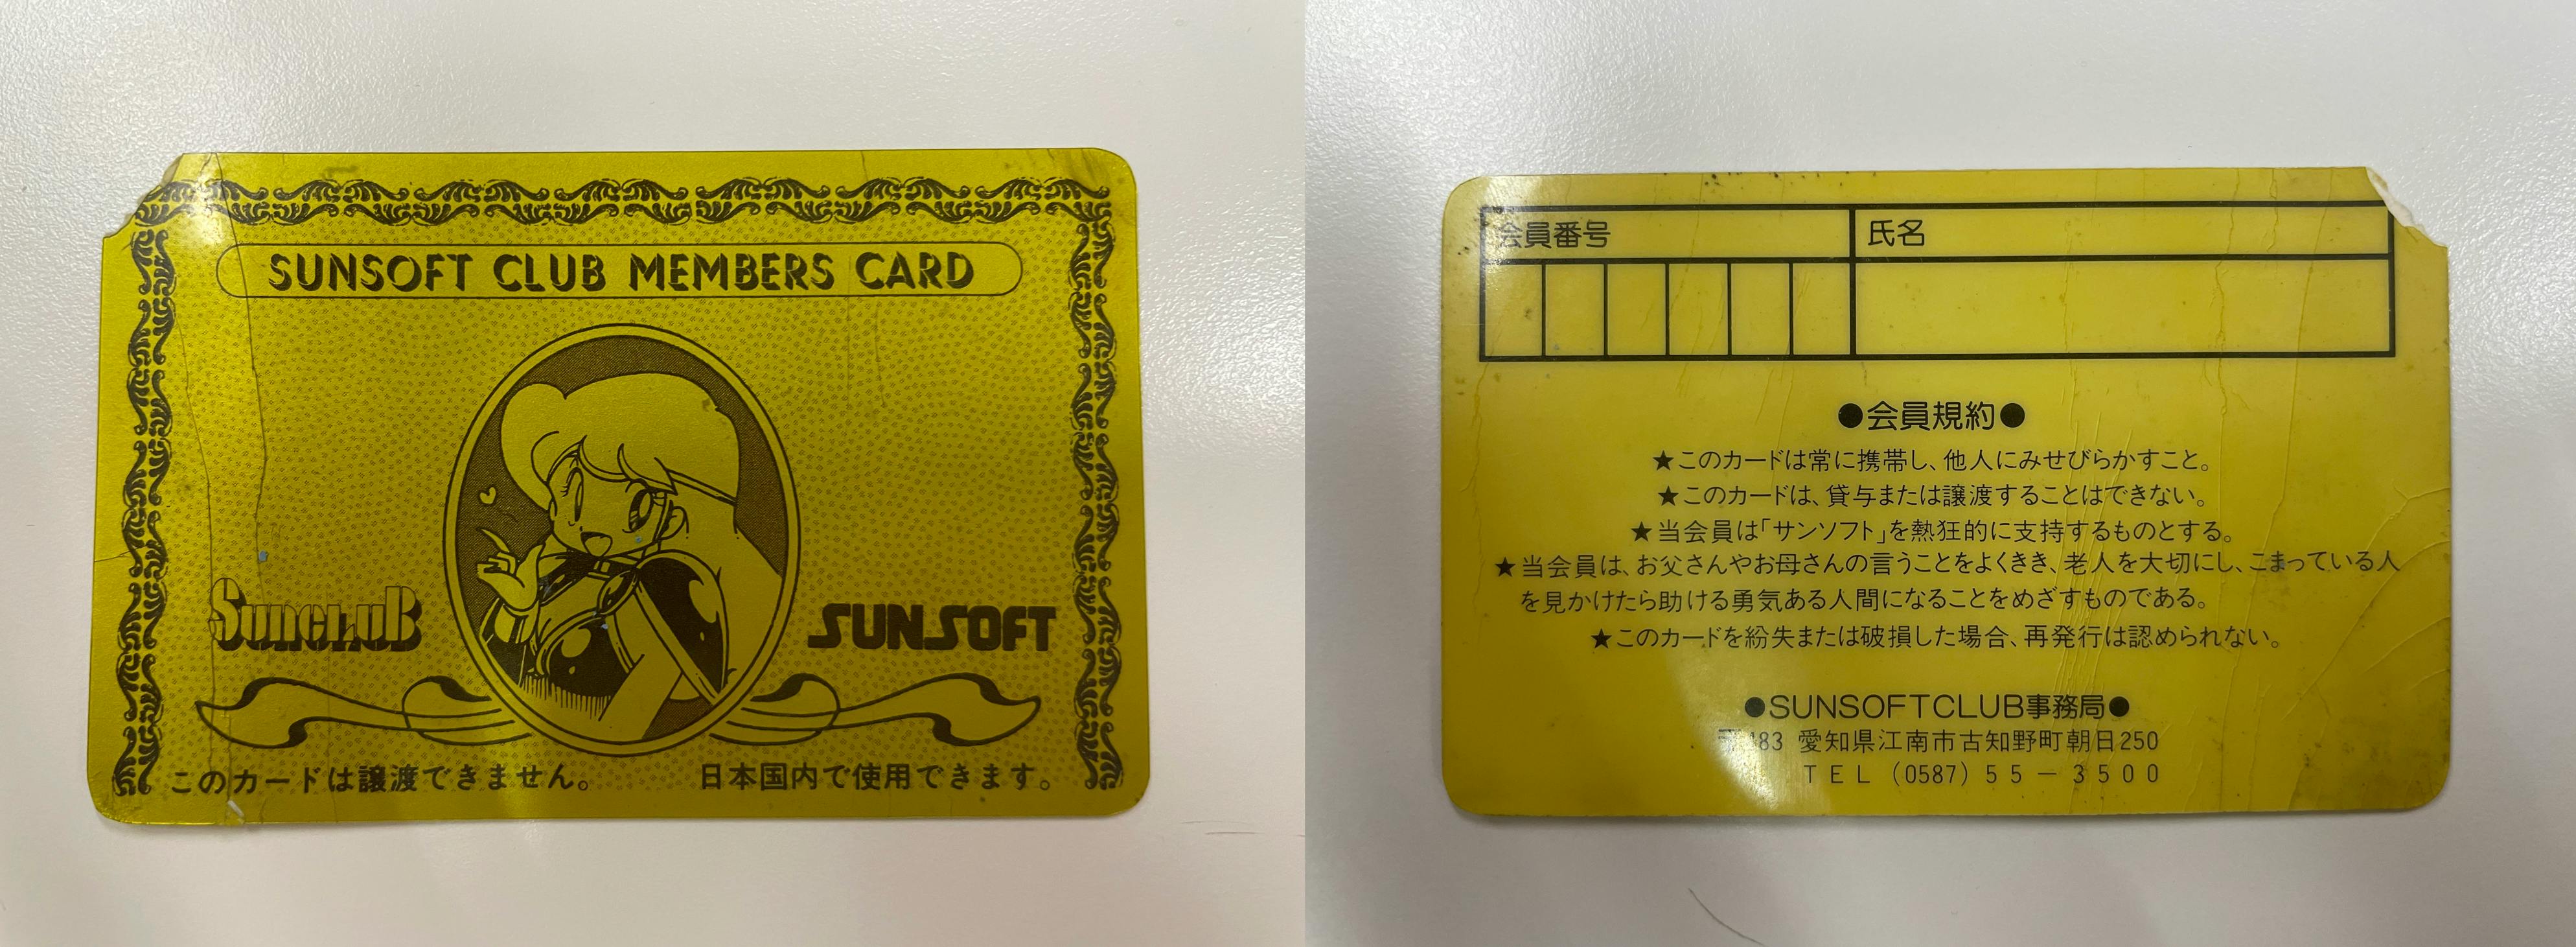 SUNSOFT CLUB MEMBERS CARD
SUNCLUB
SUNSOFT
このカードは譲渡できません。 日本国内で使用できます。
会員番号 氏名
●会員規約●
★このカードは常に携帯し、他人にみせびらかすこと。
★このカードは、貸与または譲渡することはできない。
★当会員は「サンソフト」を熱狂的に支持するものとする。
★当会員は、お父さんやお母さんの言うことをよくきき、老人を大切にし、こまっている人
を見かけたら助ける勇気ある人間になることをめざすものである。
★このカードを紛失または破損した場合、再発行は認められない。
●SUNSOFTCLUB事務局●
〒483 愛知県江南市古知野町朝日250
TEL (0587) 55-3500